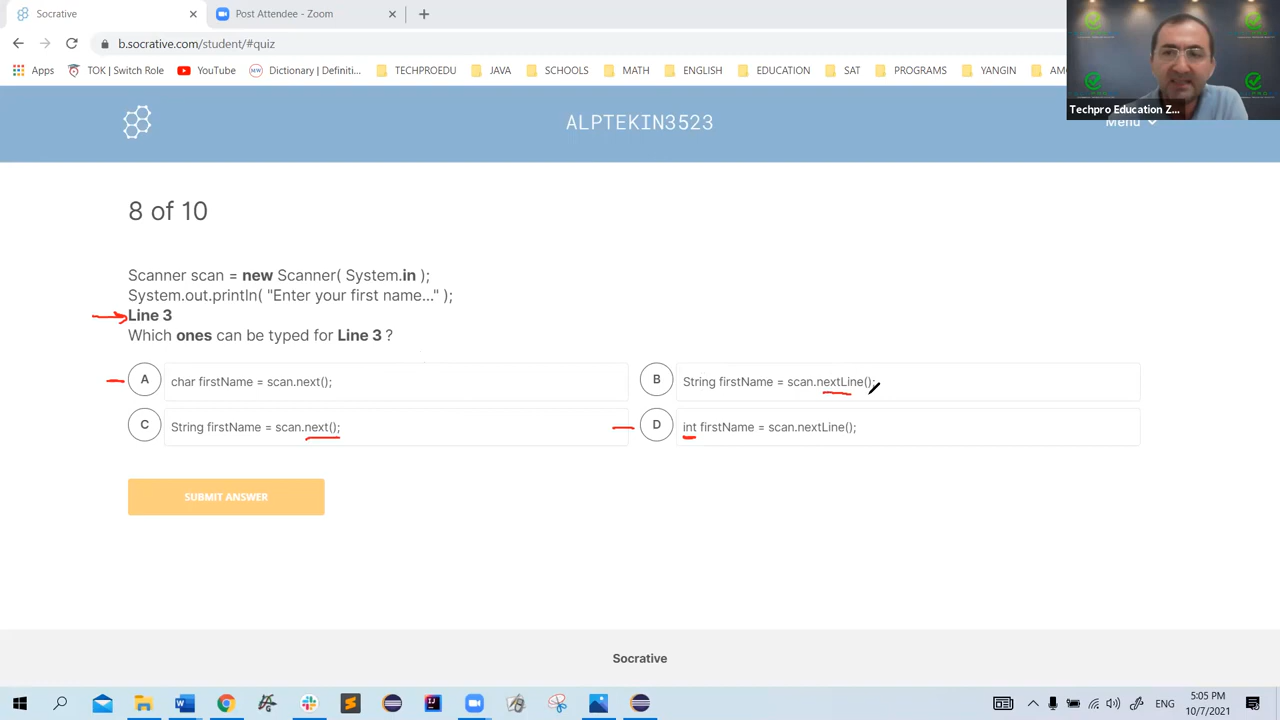 Socrative
Post Attendee - Zoom
b.socrative.com/student/#quiz
Apps
TOK | Switch Role
YouTube
Dictionary | Definiti...
TECHPROEDU
JAVA
SCHOOLS
MATH
ENGLISH
EDUCATION
SAT
PROGRAMS
YANGIN
Techpro Education Z...
ALPTEKIN3523
Menu
8 of 10
Scanner scan = new Scanner( System.in );
System.out.println( "Enter your first name..." );
Line 3
Which ones can be typed for Line 3 ?
A char firstName = scan.next();
B String firstName = scan.nextLine();
C String firstName = scan.next();
D int firstName = scan.nextLine();
SUBMIT ANSWER
Socrative
ENG
5:05 PM
10/7/2021